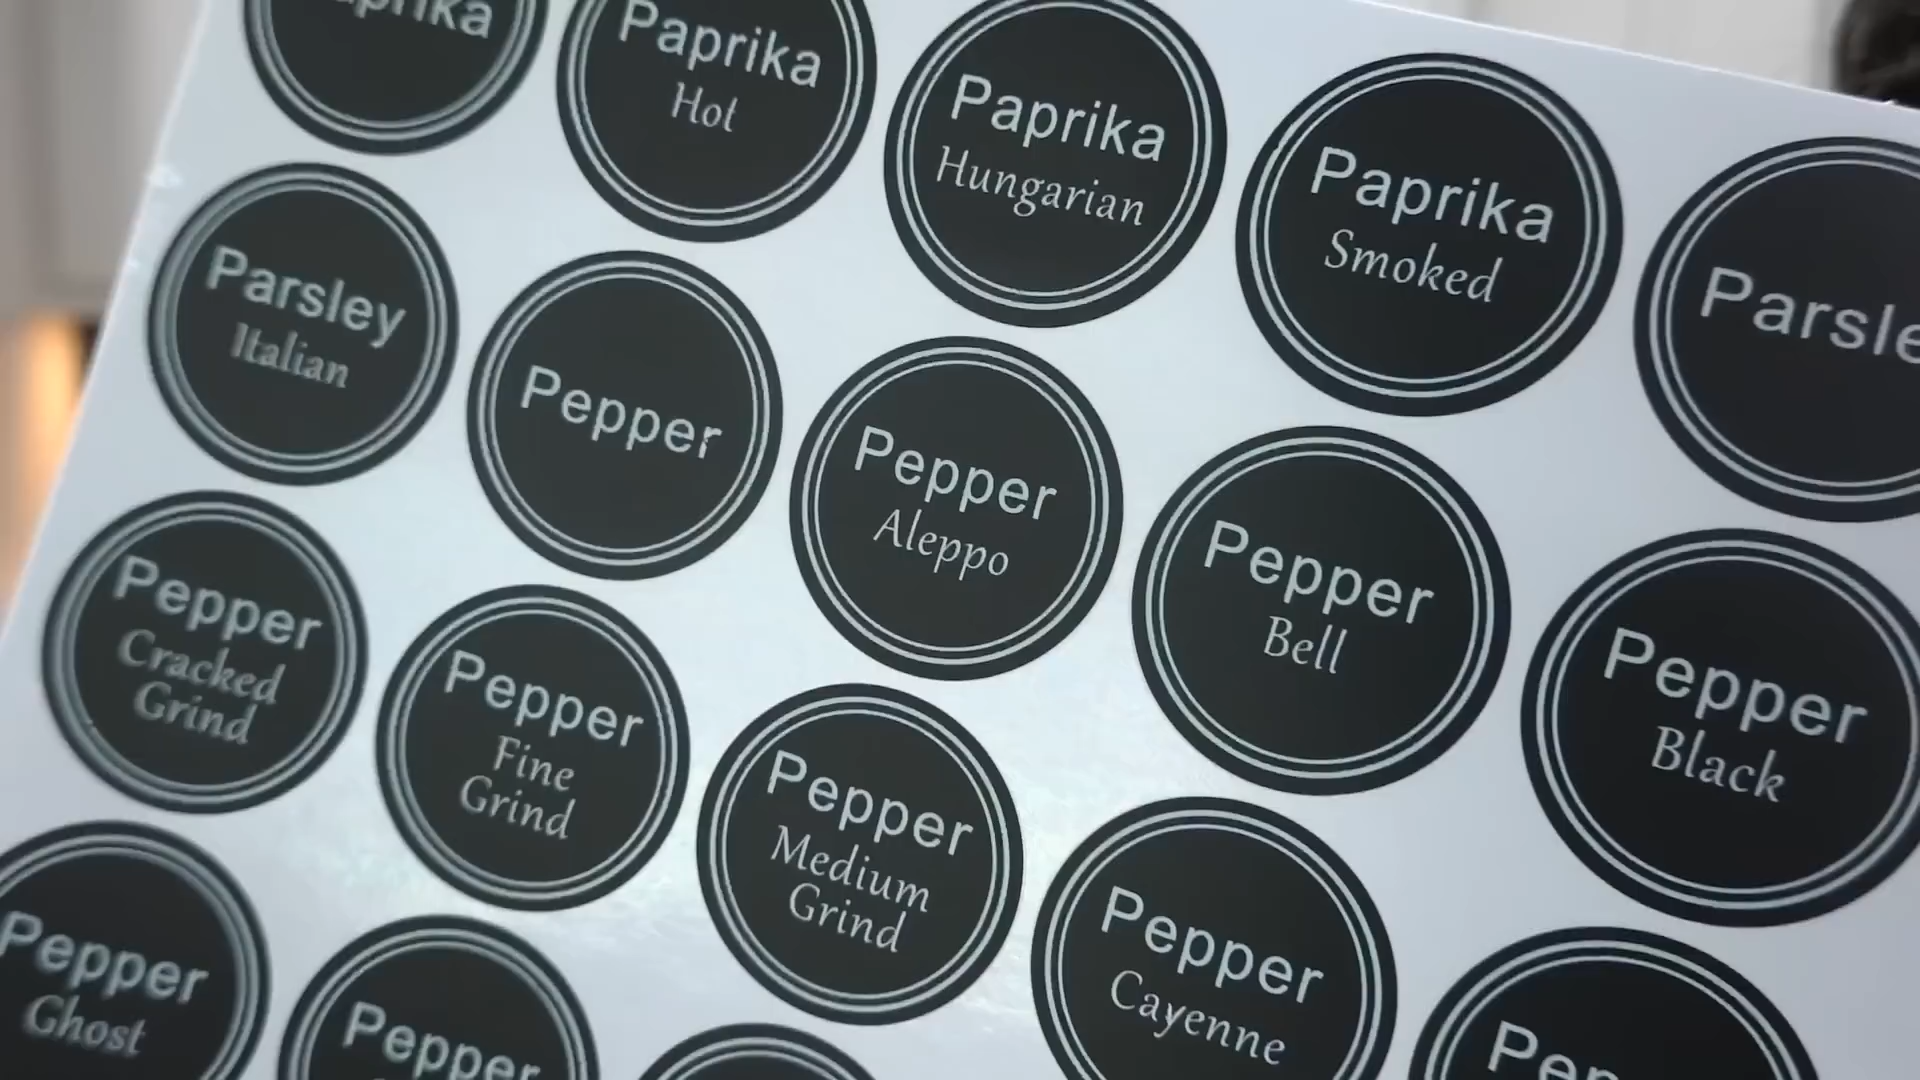 Paprika
Hot
Paprika
Hungarian
Paprika
Smoked
Parsley
Italian
Pepper
Pepper
Aleppo
Pepper
Bell
Pepper
Black
Pepper
Cracked
Grind
Pepper
Fine
Grind
Pepper
Medium
Grind
Pepper
Cayenne
Pepper
Ghost
Pepper